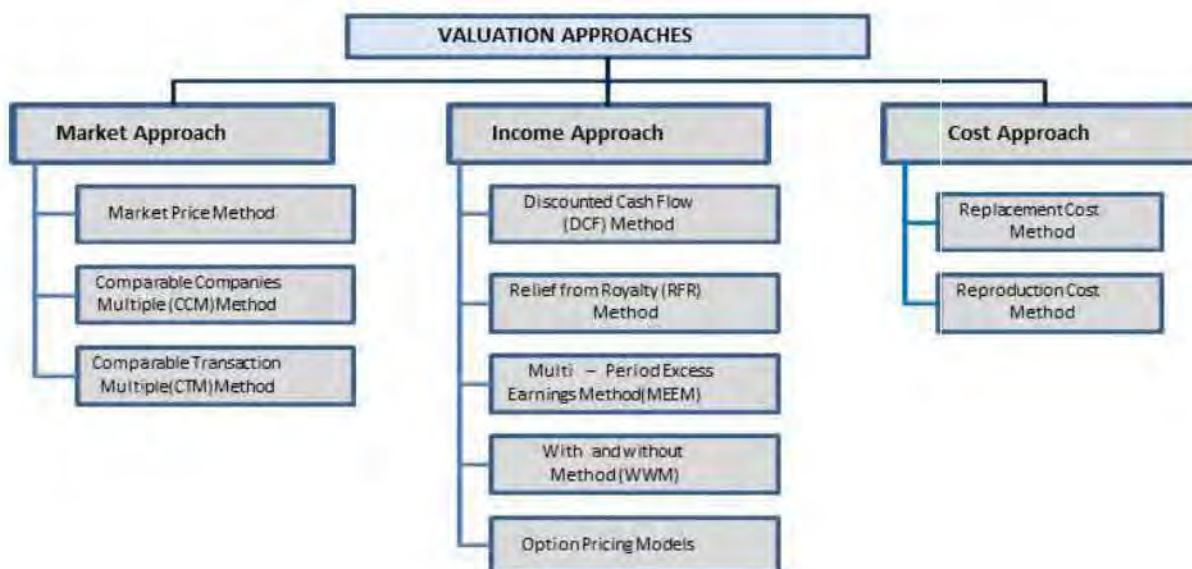 VALUATION APPROACHES
Market Approach
Market Price Method
Comparable Companies
Multiple (CCM) Method
Comparable Transaction
Multiple(CTM) Method
Income Approach
Discounted Cash Flow
(DCF) Method
Relief from Royalty (RFR)
Method
Multi – Period Excess
Earnings Method(MEEM)
With and without
Method (WWM)
Option Pricing Models
Cost Approach
Replacement Cost
Method
Reproduction Cost
Method